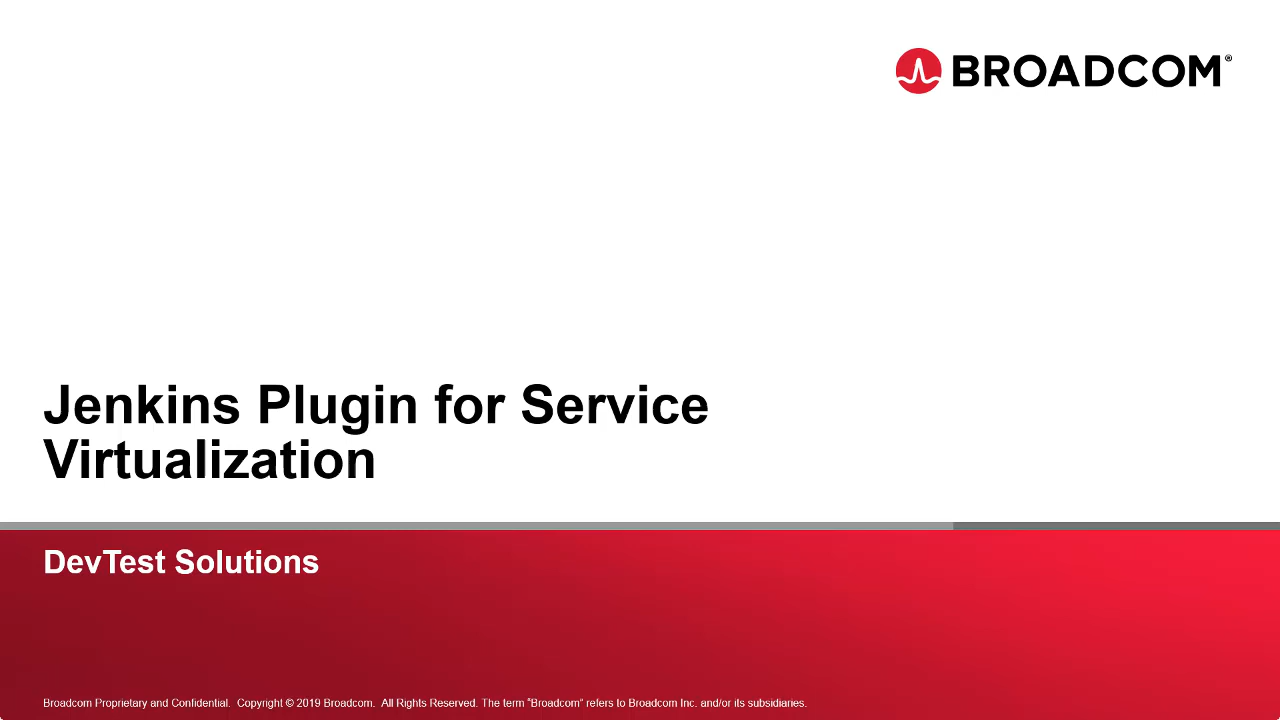 BROADCOM®
Jenkins Plugin for Service
Virtualization
DevTest Solutions
Broadcom Proprietary and Confidential. Copyright © 2019 Broadcom. All Rights Reserved. The term “Broadcom” refers to Broadcom Inc. and/or its subsidiaries.